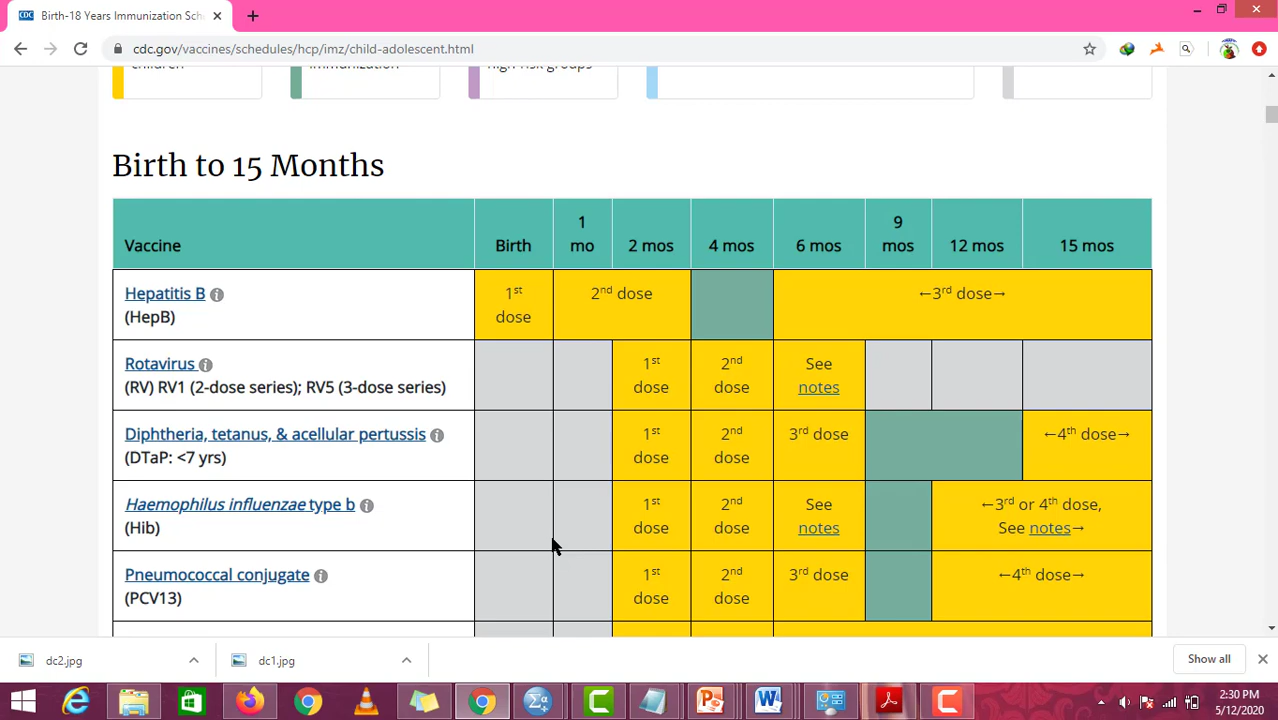 Birth-18 Years Immunization Sch
cdc.gov/vaccines/schedules/hcp/imz/child-adolescent.html
children
immunization
high-risk groups
Birth to 15 Months
Vaccine Birth 1 mo 2 mos 4 mos 6 mos 9 mos 12 mos 15 mos
Hepatitis B
(HepB)
1st dose
2nd dose
←3rd dose→
Rotavirus
(RV) RV1 (2-dose series); RV5 (3-dose series)
1st dose
2nd dose
See notes
Diphtheria, tetanus, & acellular pertussis
(DTaP: <7 yrs)
1st dose
2nd dose
3rd dose
←4th dose→
Haemophilus influenzae type b
(Hib)
1st dose
2nd dose
See notes
←3rd or 4th dose,
See notes→
Pneumococcal conjugate
(PCV13)
1st dose
2nd dose
3rd dose
←4th dose→
dc2.jpg
dc1.jpg
Show all
2:30 PM
5/12/2020